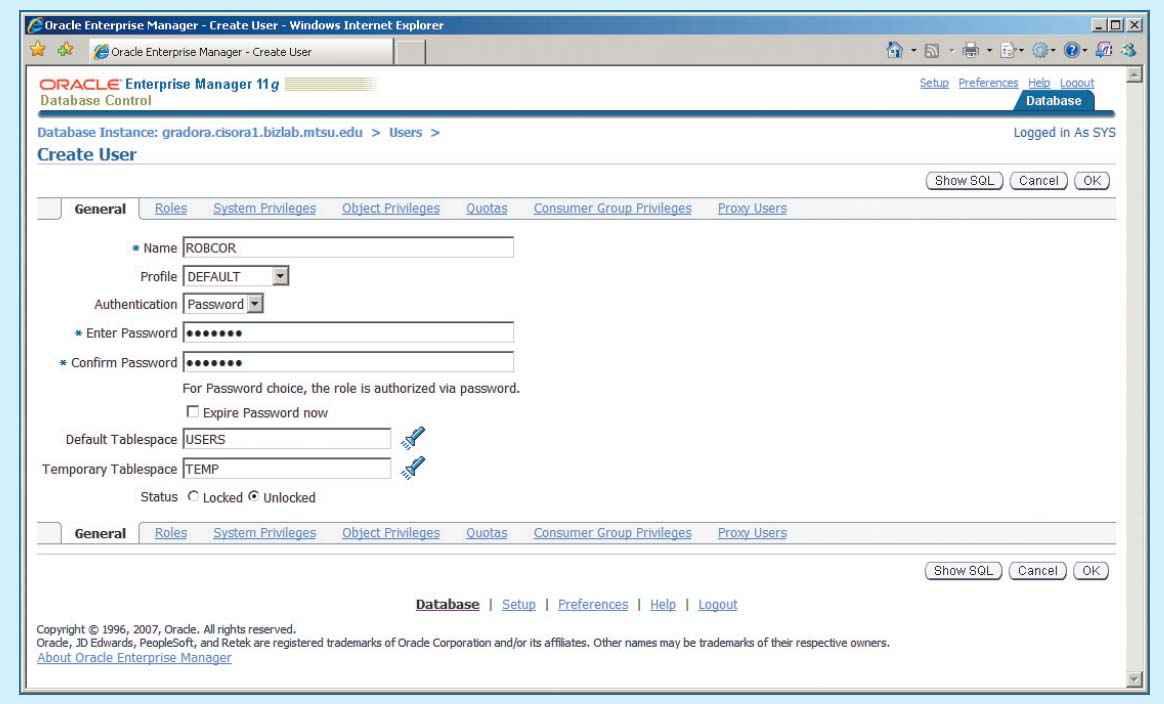 Oracle Enterprise Manager - Create User - Windows Internet Explorer
Oracle Enterprise Manager - Create User
ORACLE Enterprise Manager 11g
Database Control
Setup Preferences Help Logout
Database
Database Instance: gradora.cisora1.bizlab.mtsu.edu > Users >
Logged in As SYS
Create User
Show SQL Cancel OK
General Roles System Privileges Object Privileges Quotas Consumer Group Privileges Proxy Users
* Name ROBCOR
Profile DEFAULT
Authentication Password
* Enter Password •••••••
* Confirm Password •••••••
For Password choice, the role is authorized via password.
Expire Password now
Default Tablespace USERS
Temporary Tablespace TEMP
Status Locked Unlocked
General Roles System Privileges Object Privileges Quotas Consumer Group Privileges Proxy Users
Show SQL Cancel OK
Database | Setup | Preferences | Help | Logout
Copyright © 1996, 2007, Oracle. All rights reserved.
Oracle, JD Edwards, PeopleSoft, and Retek are registered trademarks of Oracle Corporation and/or its affiliates. Other names may be trademarks of their respective owners.
About Oracle Enterprise Manager